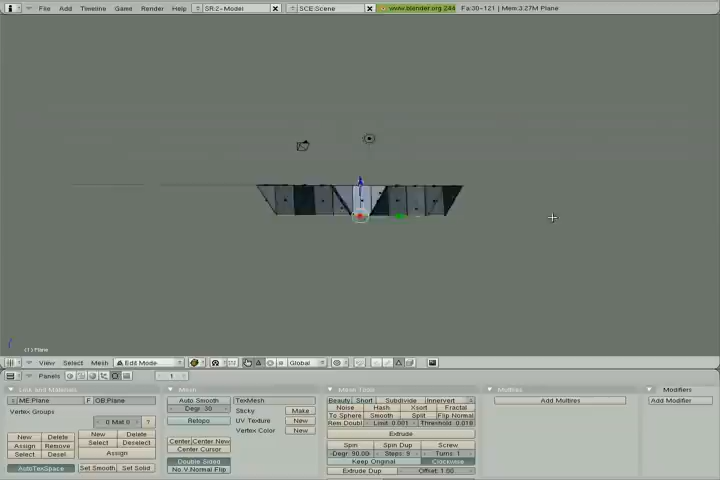 File Add Timeline Game Render Help SR:2-Model SCE:Scene www.blender.org 244 Fa:30-121 | Mem:3.27M Plane
(1) Plane
View Select Mesh Edit Mode Global
Panels 1
Link and Materials Mesh Mesh Tools Multires Modifiers
ME:Plane F OB:Plane Auto Smooth TexMesh Beauty Short Subdivide Innervert Add Multires Add Modifier
Vertex Groups Degr: 30 Sticky: Make Noise Hash Xsort Fractal
0 Mat 0 ? Retopo UV Texture New To Sphere Smooth Split Flip Normal
Vertex Color New Rem Doubl Limit: 0.001 Threshold: 0.018
New Delete New Delete Extrude
Assign Remove Select Deselect Center Center New Spin Spin Dup Screw
Select Desel. Assign Center Cursor Degr: 90.00 Steps: 9 Turns: 1
AutoTexSpace Set Smooth Set Solid Double Sided Keep Original Clockwise
No V.Normal Flip Extrude Dup Offset: 1.00